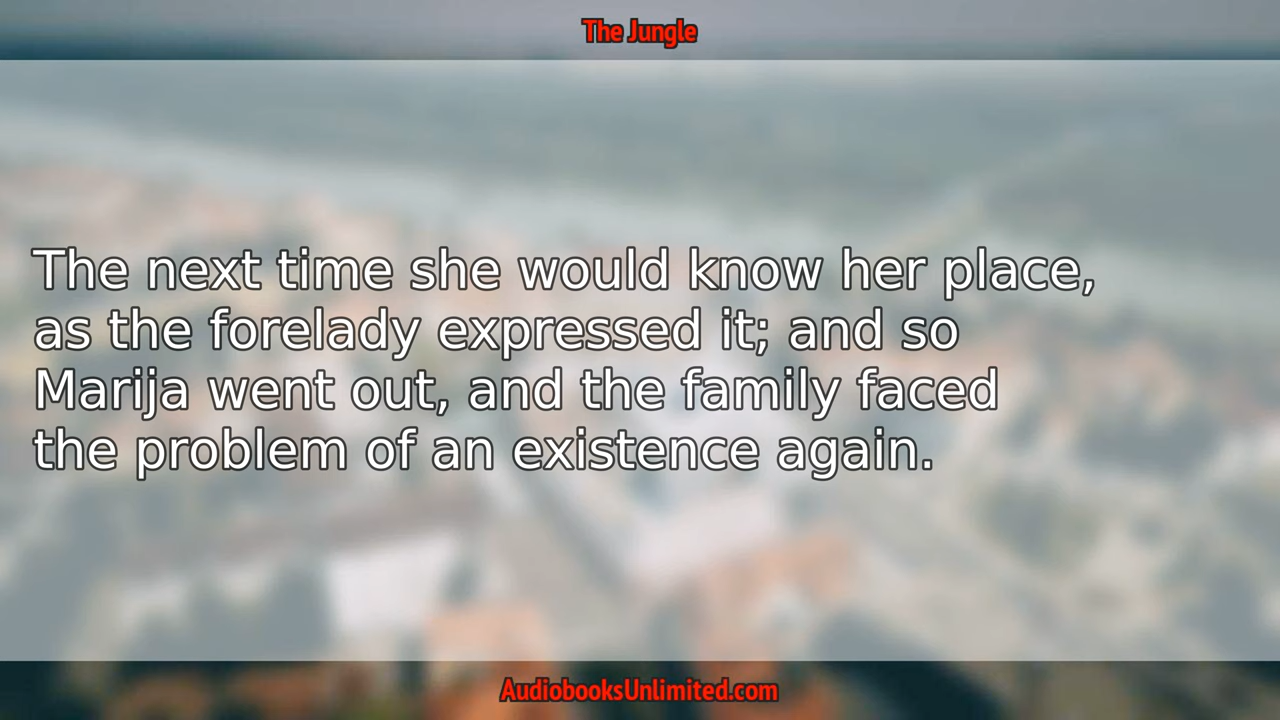 The Jungle
The next time she would know her place,
as the forelady expressed it; and so
Marija went out, and the family faced
the problem of an existence again.
AudiobooksUnlimited.com